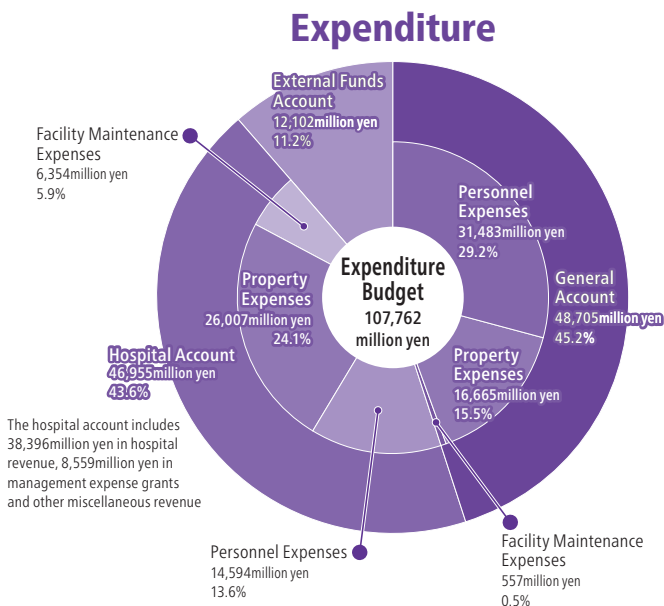 Expenditure
External Funds
Account
12,102million yen
11.2%
Facility Maintenance
Expenses
6,354million yen
5.9%
Personnel
Expenses
31,483million yen
29.2%
General
Account
48,705million yen
45.2%
Expenditure
Budget
107,762
million yen
Property
Expenses
26,007million yen
24.1%
Property
Expenses
16,665million yen
15.5%
Hospital Account
46,955million yen
43.6%
The hospital account includes
38,396million yen in hospital
revenue, 8,559million yen in
management expense grants
and other miscellaneous revenue
Personnel Expenses
14,594million yen
13.6%
Facility Maintenance
Expenses
557million yen
0.5%